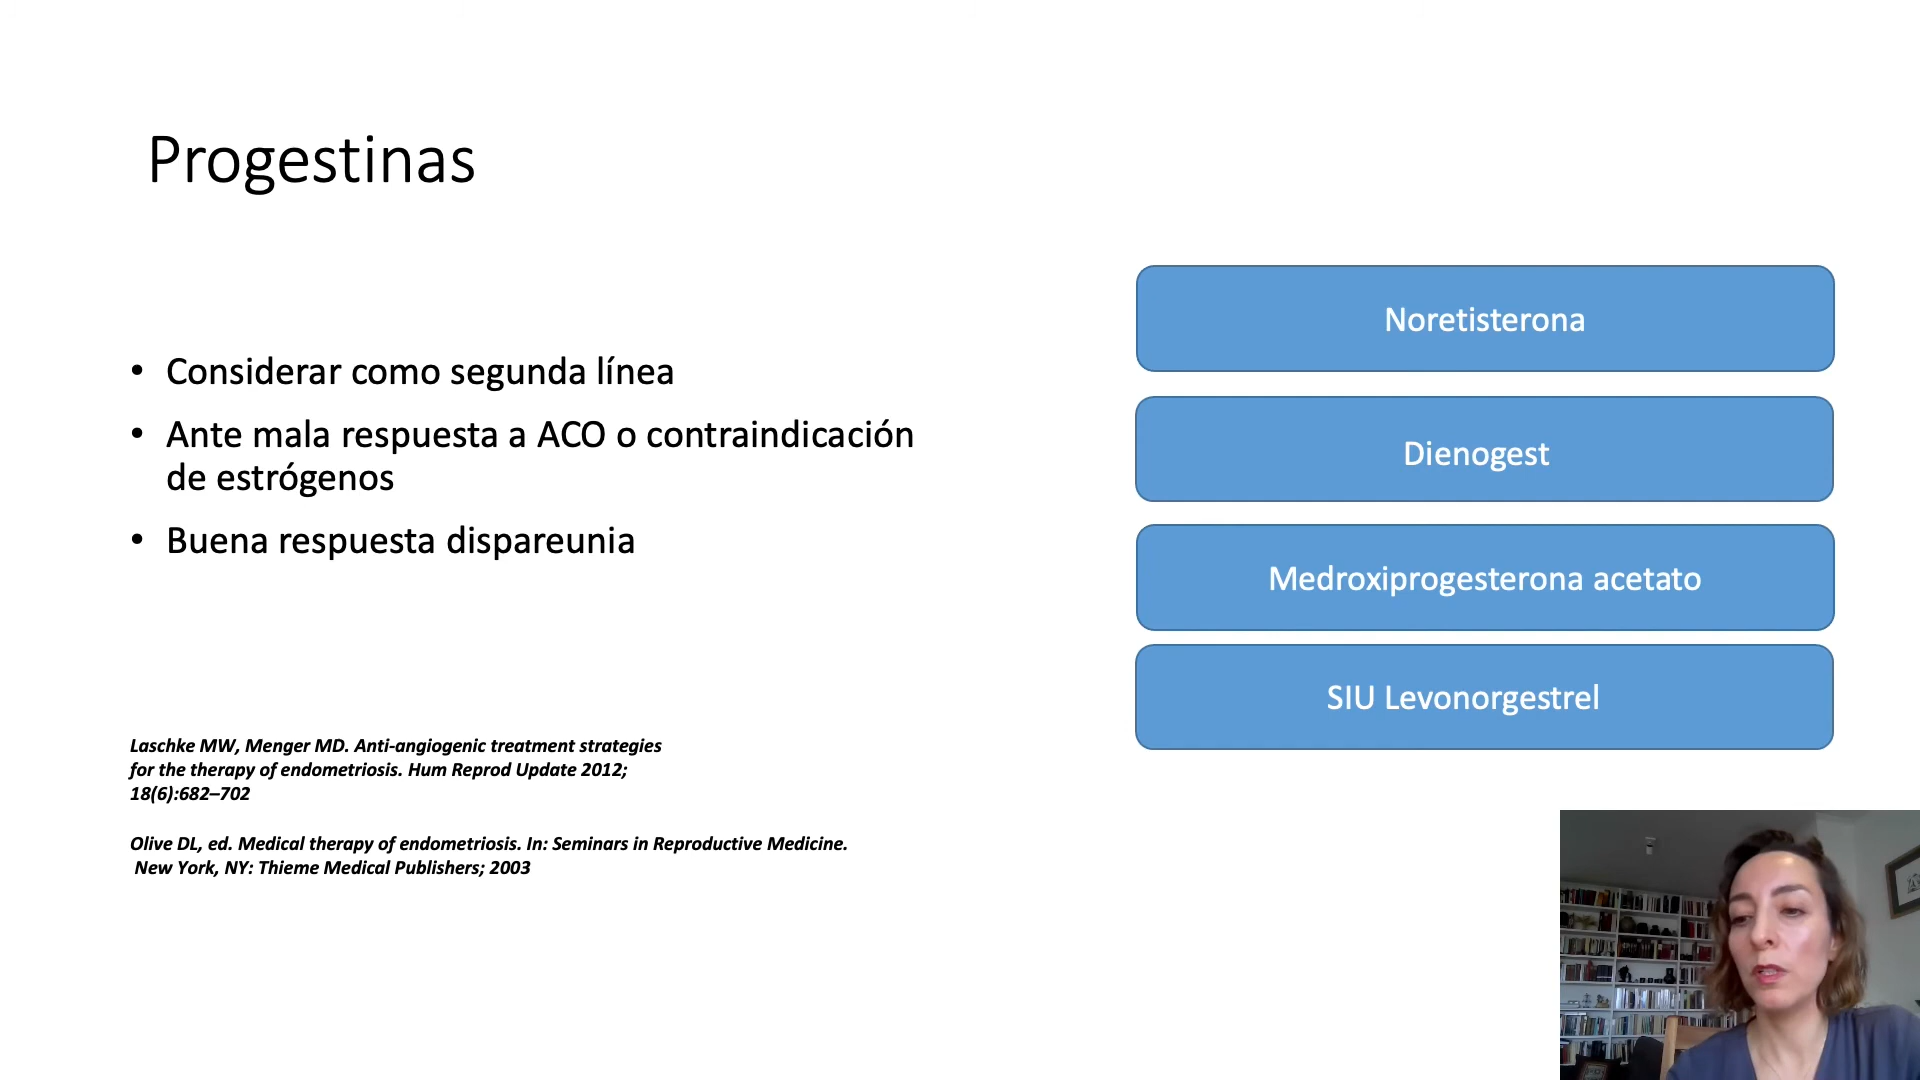 Progestinas
• Considerar como segunda línea
• Ante mala respuesta a ACO o contraindicación
de estrógenos
• Buena respuesta dispareunia
Noretisterona
Dienogest
Medroxiprogesterona acetato
SIU Levonorgestrel
Laschke MW, Menger MD. Anti-angiogenic treatment strategies
for the therapy of endometriosis. Hum Reprod Update 2012;
18(6):682–702
Olive DL, ed. Medical therapy of endometriosis. In: Seminars in Reproductive Medicine.
New York, NY: Thieme Medical Publishers; 2003